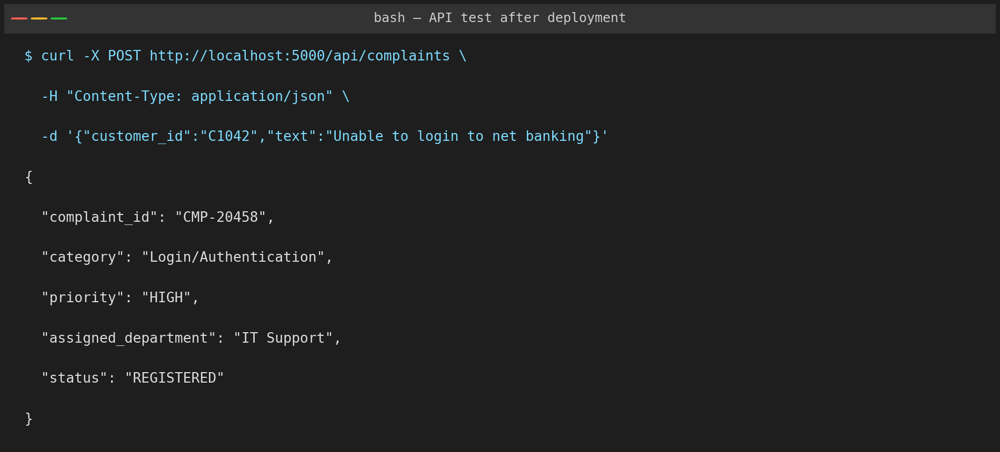 bash — API test after deployment
$ curl -X POST http://localhost:5000/api/complaints \
  -H "Content-Type: application/json" \
  -d '{"customer_id":"C1042","text":"Unable to login to net banking"}'
{
  "complaint_id": "CMP-20458",
  "category": "Login/Authentication",
  "priority": "HIGH",
  "assigned_department": "IT Support",
  "status": "REGISTERED"
}